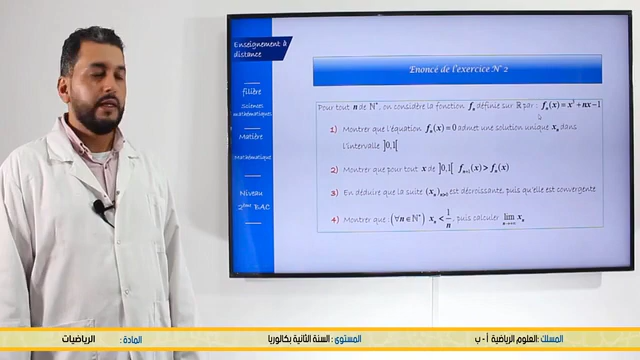 Enseignement à
distance
filière
Sciences
mathématiques
Matière
Mathématique
Niveau
2ème BAC
Enoncé de l'exercice N° 2
Pour tout n de ℕ*, on considère la fonction fₙ définie sur ℝ par : fₙ(x) = x³ + nx - 1
1) Montrer que l'équation fₙ(x) = 0 admet une solution unique xₙ dans
l'intervalle ]0,1[
2) Montrer que pour tout x de ]0,1[ fₙ₊₁(x) > fₙ(x)
3) En déduire que la suite (xₙ)ₙ≥1 est décroissante, puis qu'elle est convergente
4) Montrer que : (∀n ∈ ℕ*) xₙ < 1/n, puis calculer lim n→+∞ xₙ
المسلك : العلوم الرياضية أ - ب
المستوى : السنة الثانية بكالوريا
المادة : الرياضيات